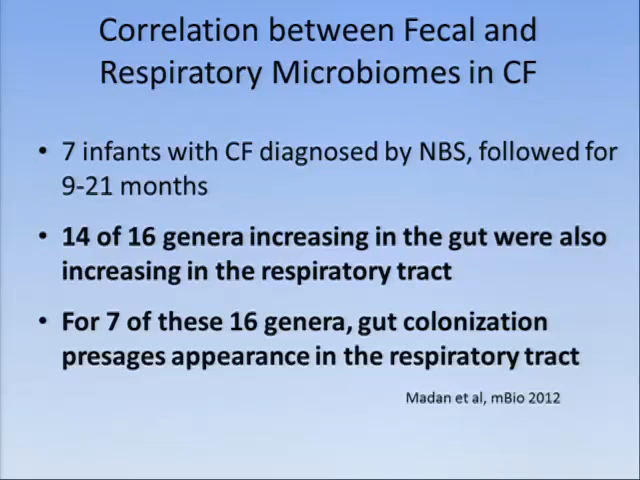 Correlation between Fecal and
Respiratory Microbiomes in CF
• 7 infants with CF diagnosed by NBS, followed for
9-21 months
• 14 of 16 genera increasing in the gut were also
increasing in the respiratory tract
• For 7 of these 16 genera, gut colonization
presages appearance in the respiratory tract
Madan et al, mBio 2012